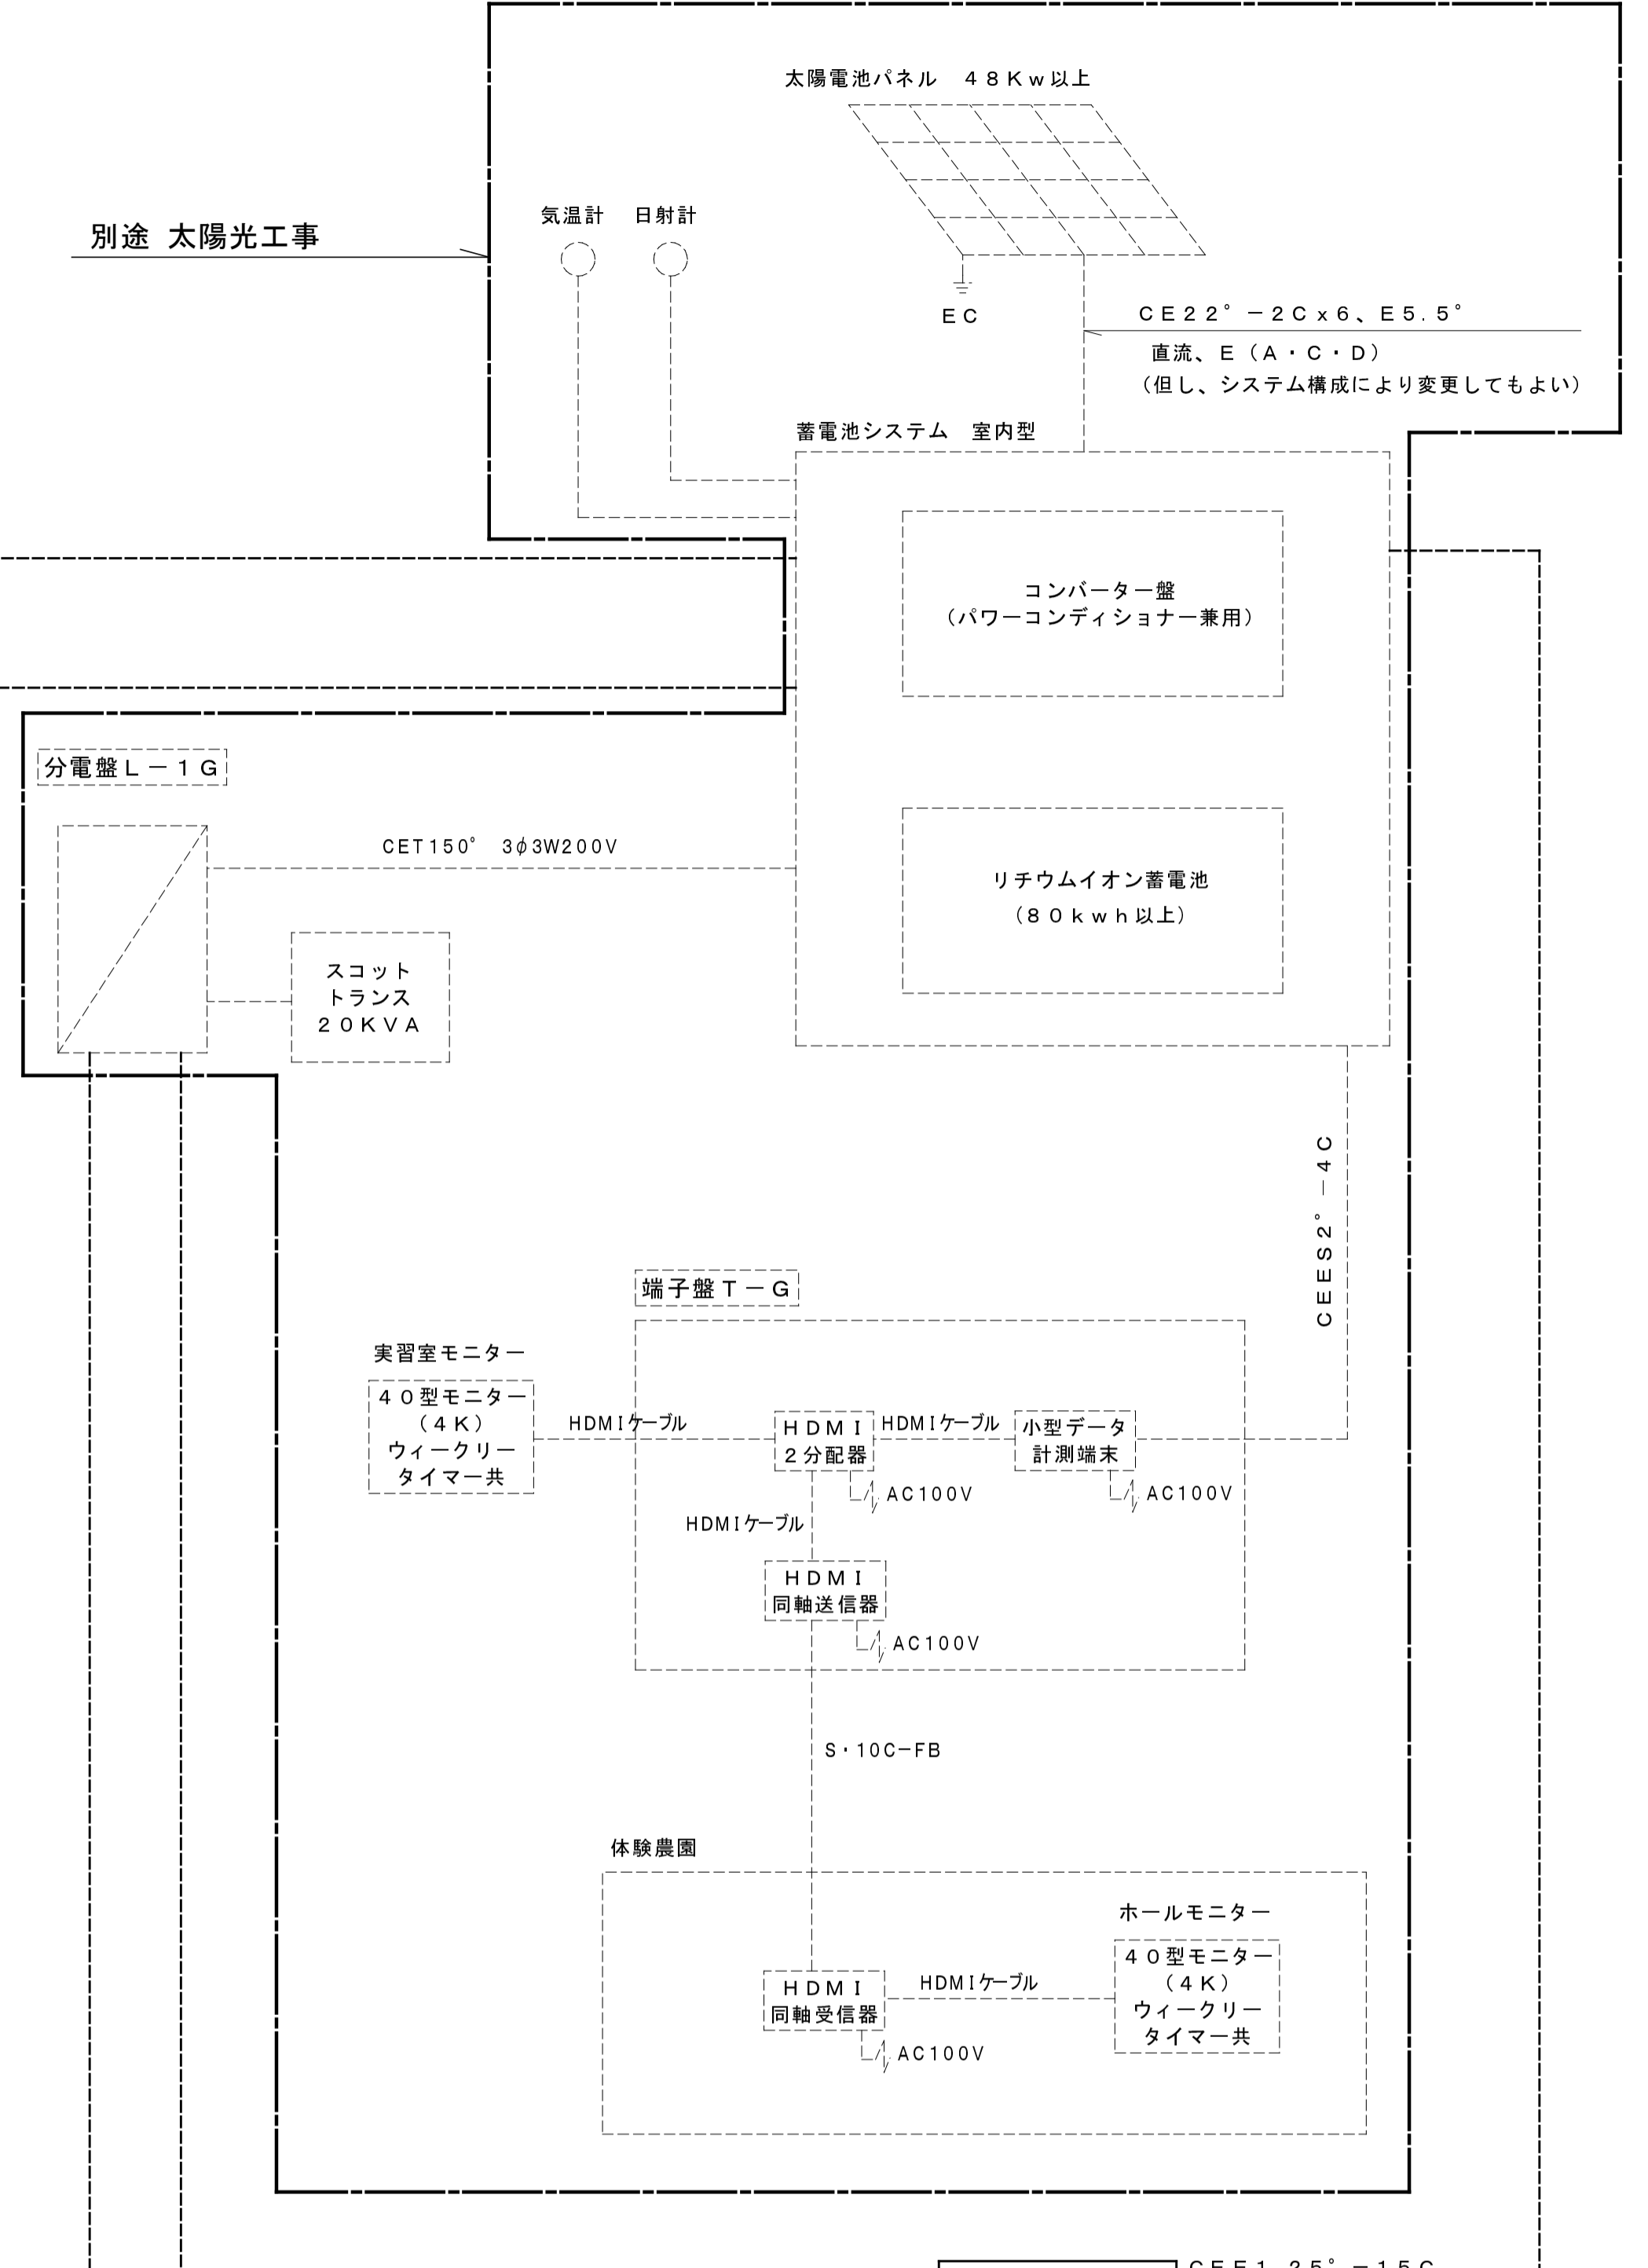 太陽電池パネル　４８Ｋｗ以上
気温計　日射計
別途 太陽光工事
ＥＣ
ＣＥ２２°－２Ｃｘ６、Ｅ５.５°
直流、Ｅ（Ａ・Ｃ・Ｄ）
（但し、システム構成により変更してもよい）
蓄電池システム　室内型
コンバーター盤
（パワーコンディショナー兼用）
分電盤Ｌ－１Ｇ
CET150°　3φ3W200V
リチウムイオン蓄電池
（８０ｋｗｈ以上）
スコット
トランス
２０ＫＶＡ
ＣＥＥＳ２°－４Ｃ
端子盤Ｔ－Ｇ
実習室モニター
４０型モニター
（４Ｋ）
ウィークリー
タイマー共
HDMIケーブル
ＨＤＭＩ
２分配器
HDMIケーブル
小型データ
計測端末
AC100V
AC100V
HDMIケーブル
ＨＤＭＩ
同軸送信器
AC100V
S・10C－FB
体験農園
ホールモニター
４０型モニター
（４Ｋ）
ウィークリー
タイマー共
HDMIケーブル
ＨＤＭＩ
同軸受信器
AC100V
ＣＥＥ１.２５°－１５Ｃ